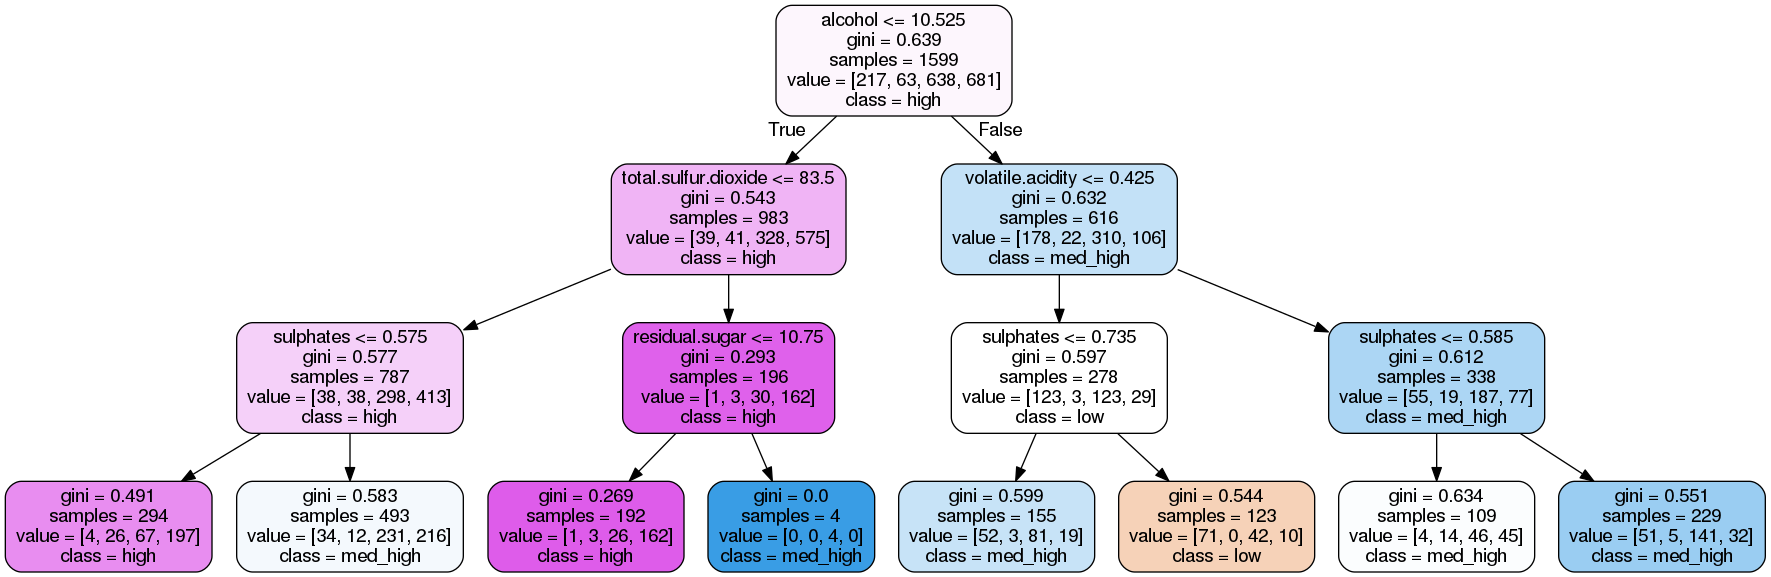 alcohol <= 10.525
gini = 0.639
samples = 1599
value = [217, 63, 638, 681]
class = high
True
False
total.sulfur.dioxide <= 83.5
gini = 0.543
samples = 983
value = [39, 41, 328, 575]
class = high
volatile.acidity <= 0.425
gini = 0.632
samples = 616
value = [178, 22, 310, 106]
class = med_high
sulphates <= 0.575
gini = 0.577
samples = 787
value = [38, 38, 298, 413]
class = high
residual.sugar <= 10.75
gini = 0.293
samples = 196
value = [1, 3, 30, 162]
class = high
sulphates <= 0.735
gini = 0.597
samples = 278
value = [123, 3, 123, 29]
class = low
sulphates <= 0.585
gini = 0.612
samples = 338
value = [55, 19, 187, 77]
class = med_high
gini = 0.491
samples = 294
value = [4, 26, 67, 197]
class = high
gini = 0.583
samples = 493
value = [34, 12, 231, 216]
class = med_high
gini = 0.269
samples = 192
value = [1, 3, 26, 162]
class = high
gini = 0.0
samples = 4
value = [0, 0, 4, 0]
class = med_high
gini = 0.599
samples = 155
value = [52, 3, 81, 19]
class = med_high
gini = 0.544
samples = 123
value = [71, 0, 42, 10]
class = low
gini = 0.634
samples = 109
value = [4, 14, 46, 45]
class = med_high
gini = 0.551
samples = 229
value = [51, 5, 141, 32]
class = med_high